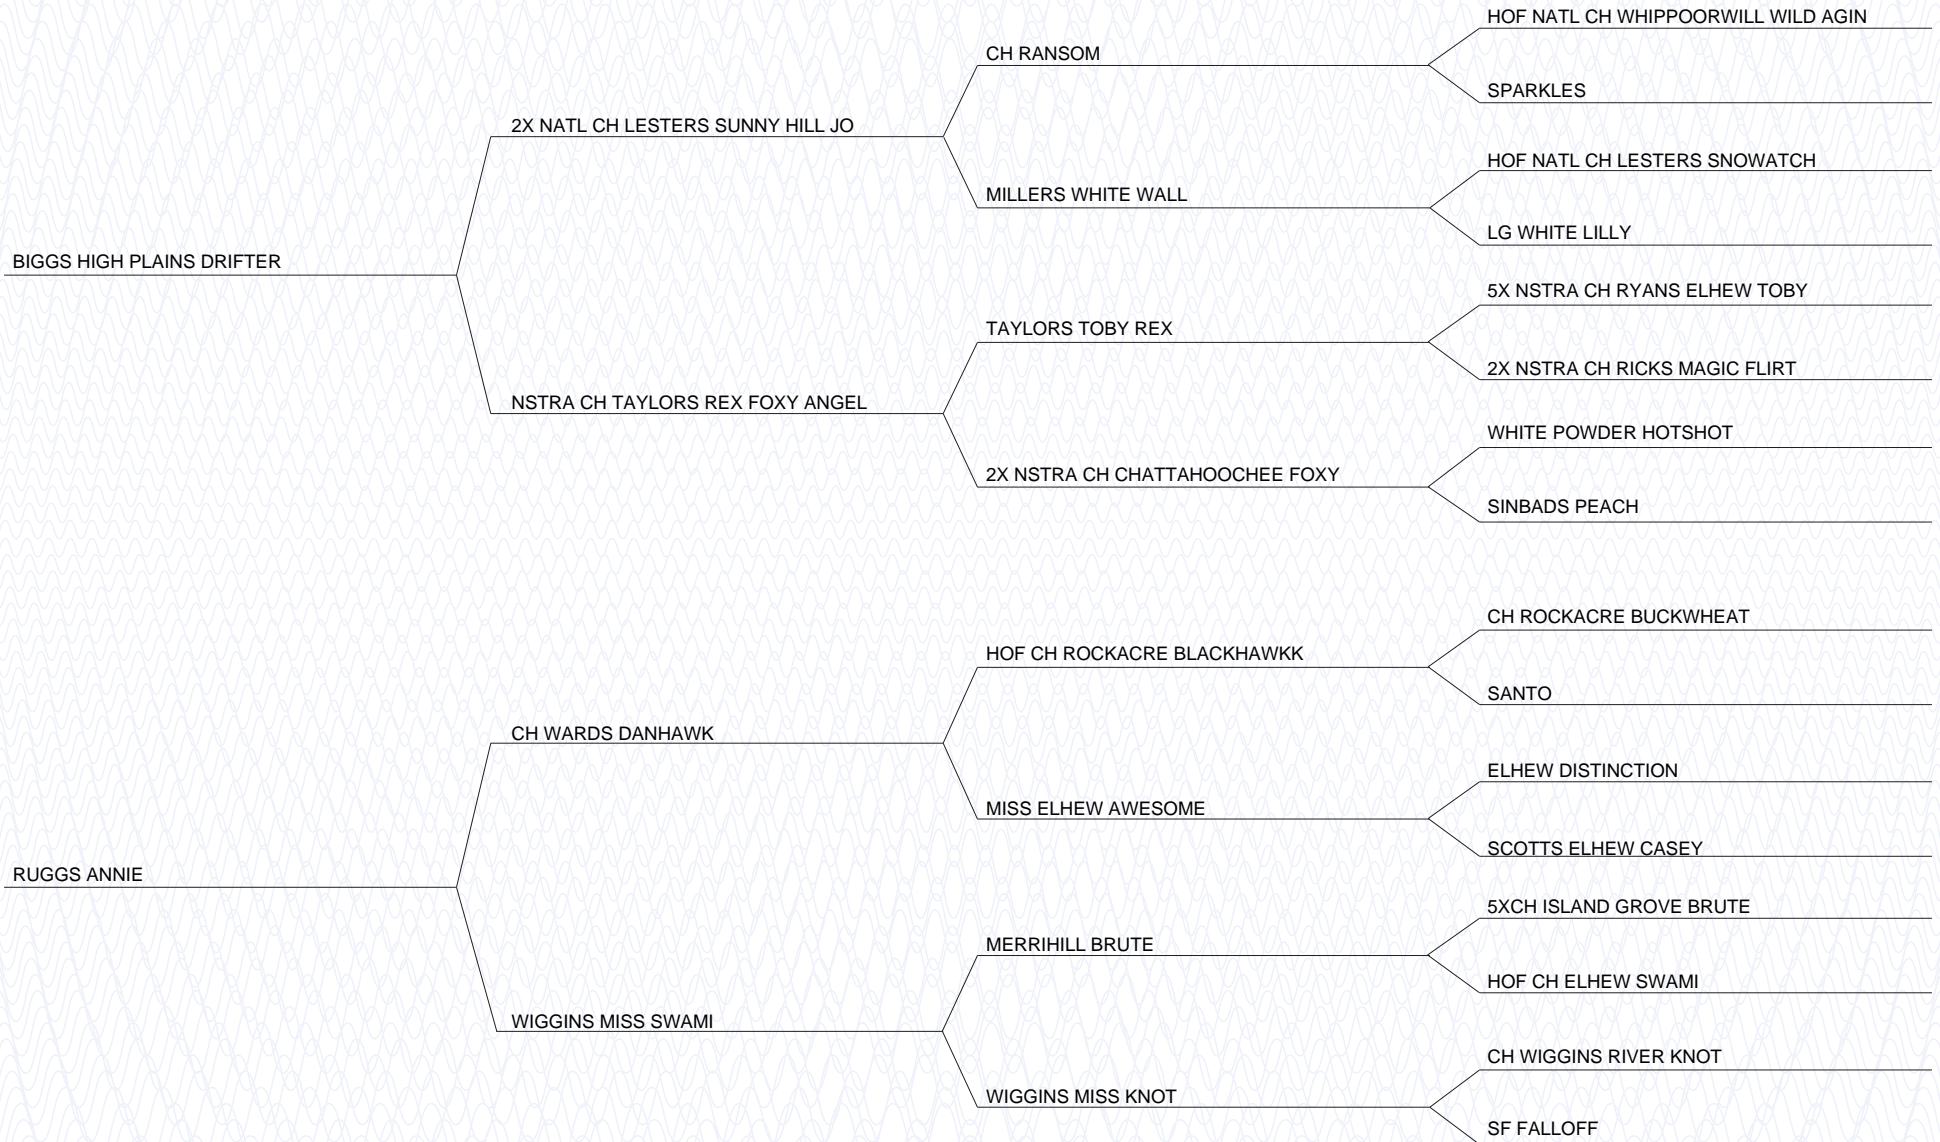 BIGGS HIGH PLAINS DRIFTER
2X NATL CH LESTERS SUNNY HILL JO
CH RANSOM
HOF NATL CH WHIPPOORWILL WILD AGIN
SPARKLES
MILLERS WHITE WALL
HOF NATL CH LESTERS SNOWATCH
LG WHITE LILLY
NSTRA CH TAYLORS REX FOXY ANGEL
TAYLORS TOBY REX
5X NSTRA CH RYANS ELHEW TOBY
2X NSTRA CH RICKS MAGIC FLIRT
2X NSTRA CH CHATTAHOOCHEE FOXY
WHITE POWDER HOTSHOT
SINBADS PEACH
RUGGS ANNIE
CH WARDS DANHAWK
HOF CH ROCKACRE BLACKHAWKK
CH ROCKACRE BUCKWHEAT
SANTO
MISS ELHEW AWESOME
ELHEW DISTINCTION
SCOTTS ELHEW CASEY
WIGGINS MISS SWAMI
MERRIHILL BRUTE
5XCH ISLAND GROVE BRUTE
HOF CH ELHEW SWAMI
WIGGINS MISS KNOT
CH WIGGINS RIVER KNOT
SF FALLOFF